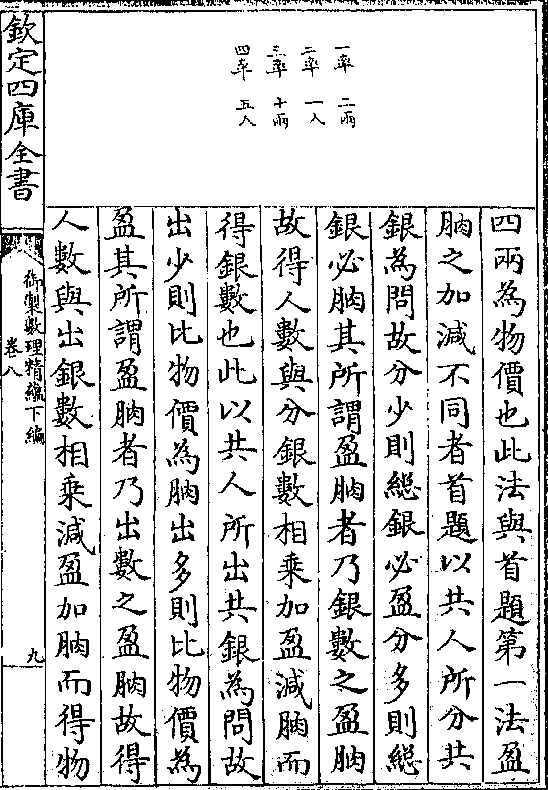 一率　二兩
二率　一人
三率　十兩
四率　五人
四兩為物價也此法與首題第一法盈
朒之加減不同者首題以共人所分共
銀為問故分少則總銀必盈分多則總
銀必朒其所謂盈朒者乃銀數之盈朒
故得人數與分銀數相乘加盈減朒而
得銀數也此以共人所出共銀為問故
出少則比物價為朒出多則比物價為
盈其所謂盈朒者乃出數之盈朒故得
人數與出銀數相乘減盈加朒而得物
欽定四庫全書
御製數理精蘊下編
卷八
九